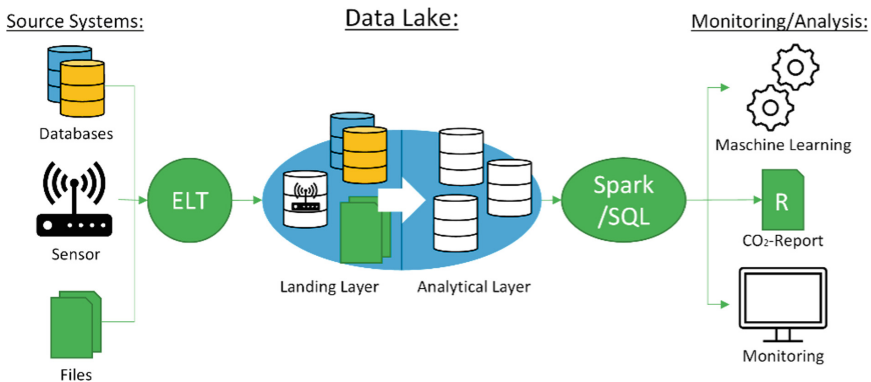 Source Systems:
Data Lake:
Monitoring/Analysis:
Databases
Sensor
Files
ELT
Landing Layer
Analytical Layer
Spark
/SQL
Maschine Learning
R
CO₂-Report
Monitoring